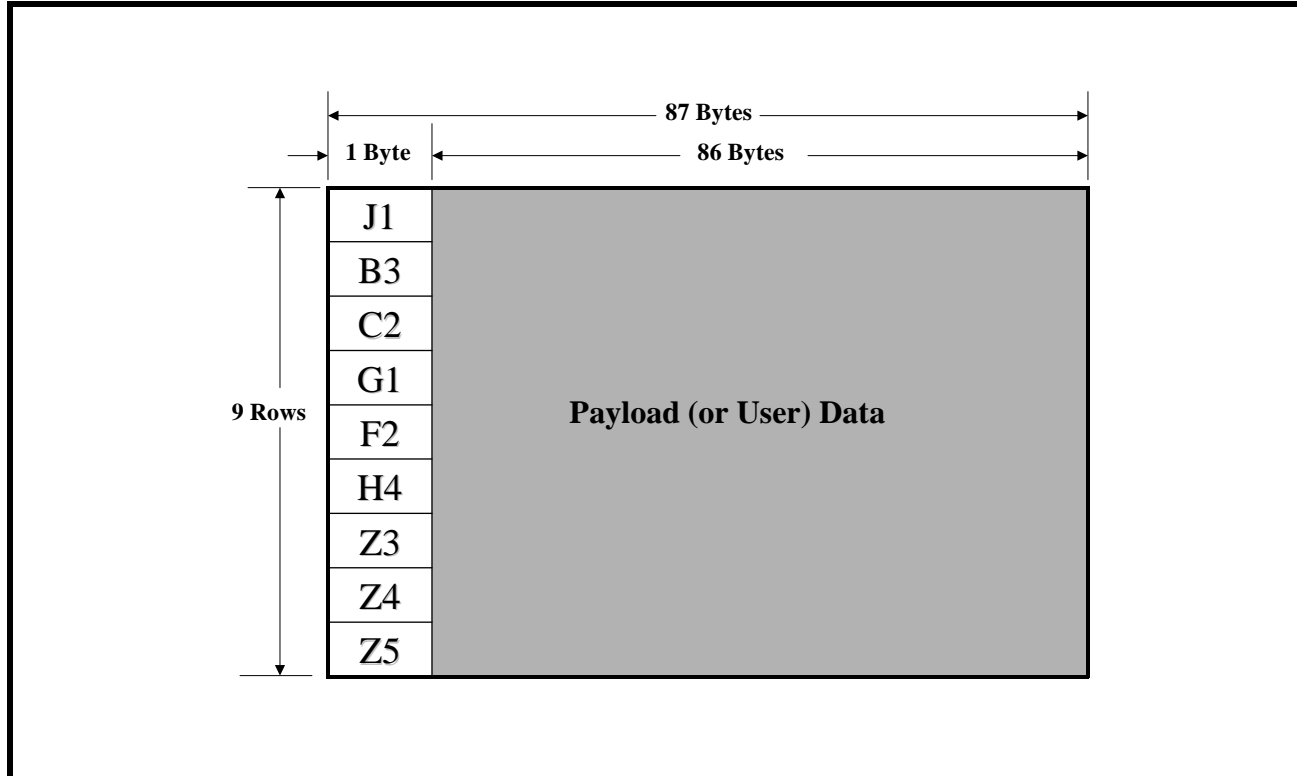 87 Bytes
1 Byte
86 Bytes
J1
B3
C2
G1
9 Rows
Payload (or User) Data
F2
H4
Z3
Z4
Z5